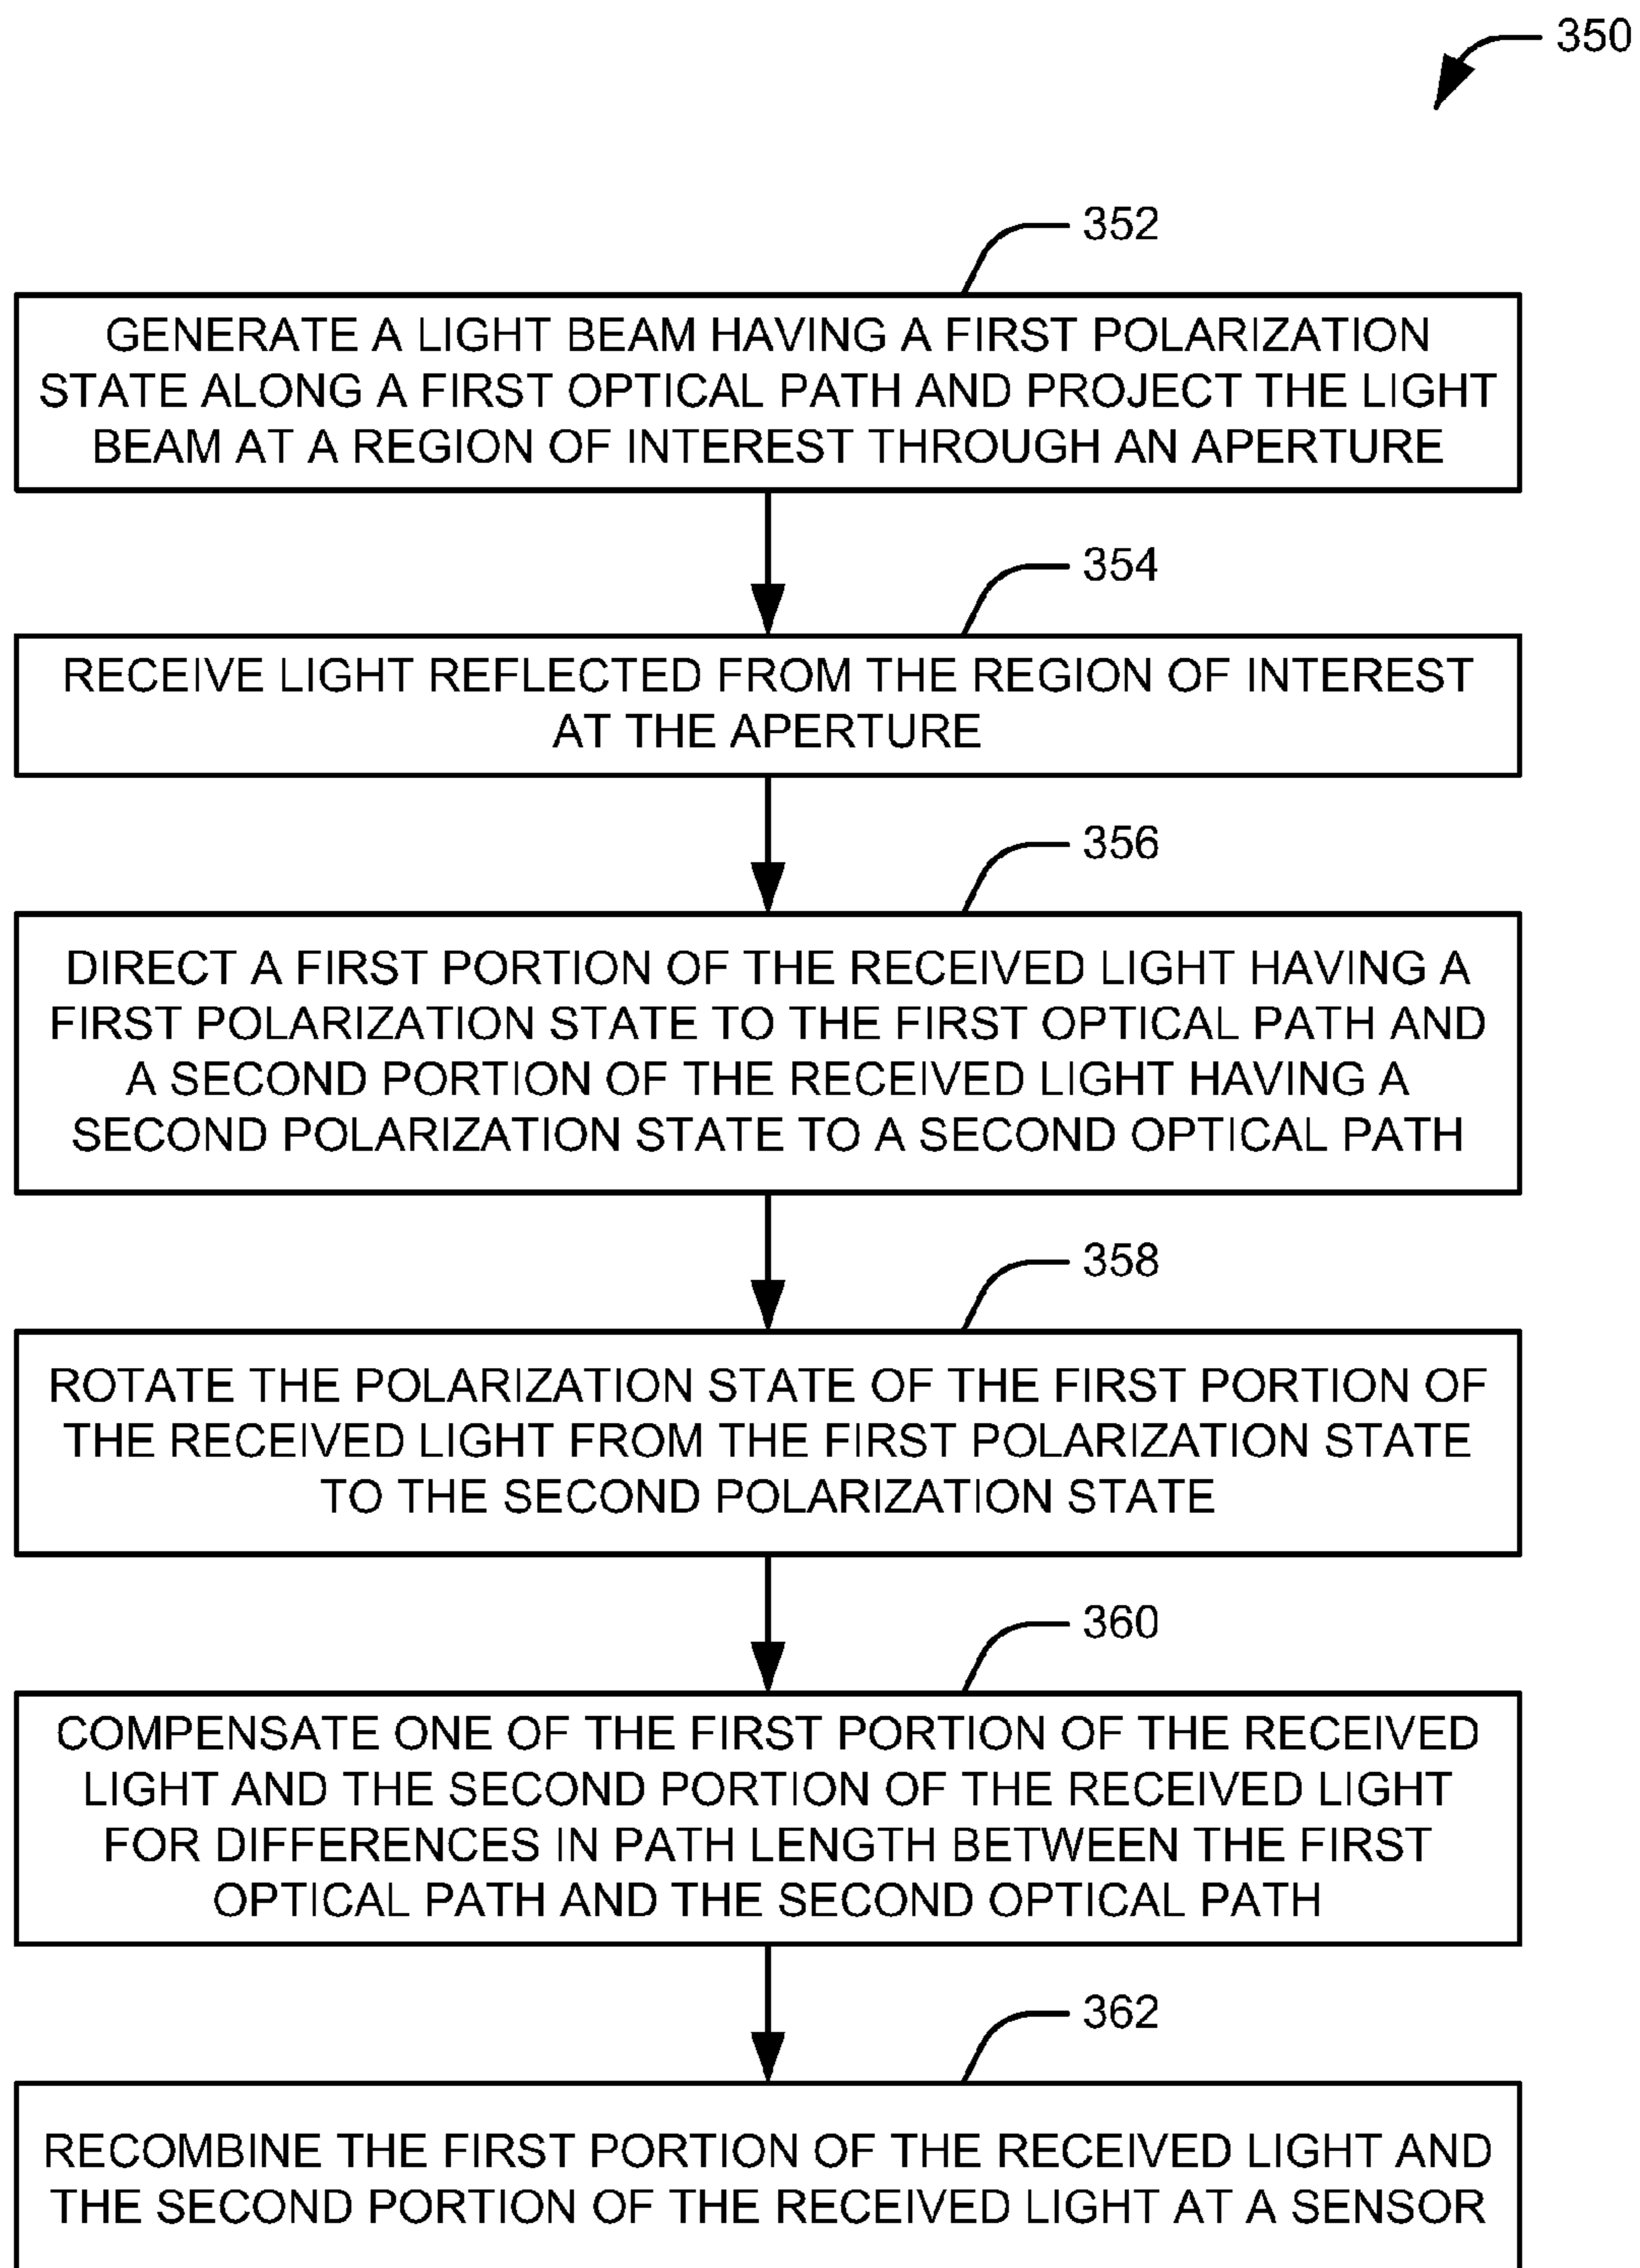 350
352
GENERATE A LIGHT BEAM HAVING A FIRST POLARIZATION
STATE ALONG A FIRST OPTICAL PATH AND PROJECT THE LIGHT
BEAM AT A REGION OF INTEREST THROUGH AN APERTURE
354
RECEIVE LIGHT REFLECTED FROM THE REGION OF INTEREST
AT THE APERTURE
356
DIRECT A FIRST PORTION OF THE RECEIVED LIGHT HAVING A
FIRST POLARIZATION STATE TO THE FIRST OPTICAL PATH AND
A SECOND PORTION OF THE RECEIVED LIGHT HAVING A
SECOND POLARIZATION STATE TO A SECOND OPTICAL PATH
358
ROTATE THE POLARIZATION STATE OF THE FIRST PORTION OF
THE RECEIVED LIGHT FROM THE FIRST POLARIZATION STATE
TO THE SECOND POLARIZATION STATE
360
COMPENSATE ONE OF THE FIRST PORTION OF THE RECEIVED
LIGHT AND THE SECOND PORTION OF THE RECEIVED LIGHT
FOR DIFFERENCES IN PATH LENGTH BETWEEN THE FIRST
OPTICAL PATH AND THE SECOND OPTICAL PATH
362
RECOMBINE THE FIRST PORTION OF THE RECEIVED LIGHT AND
THE SECOND PORTION OF THE RECEIVED LIGHT AT A SENSOR